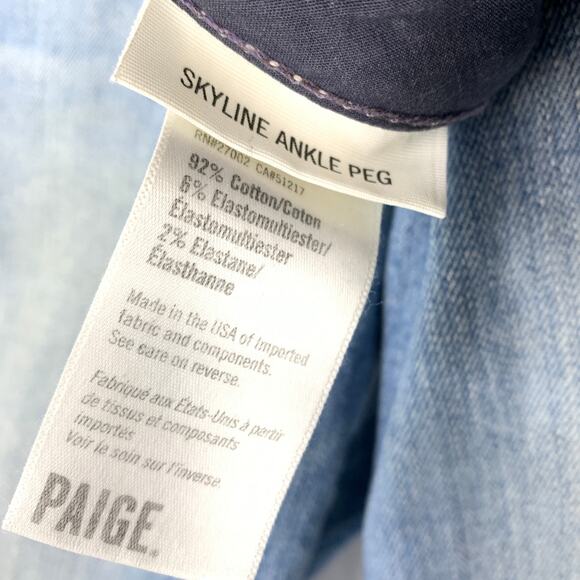 SKYLINE ANKLE PEG
RN#27002 CA#51217
92% Cotton/Coton
6% Elastomultiester/
Élastomultiester
2% Elastane/
Élasthanne
Made in the USA of imported
fabric and components.
See care on reverse.
Fabriqué aux États-Unis à partir
de tissus et composants
importés
Voir le soin sur l'inverse.
PAIGE